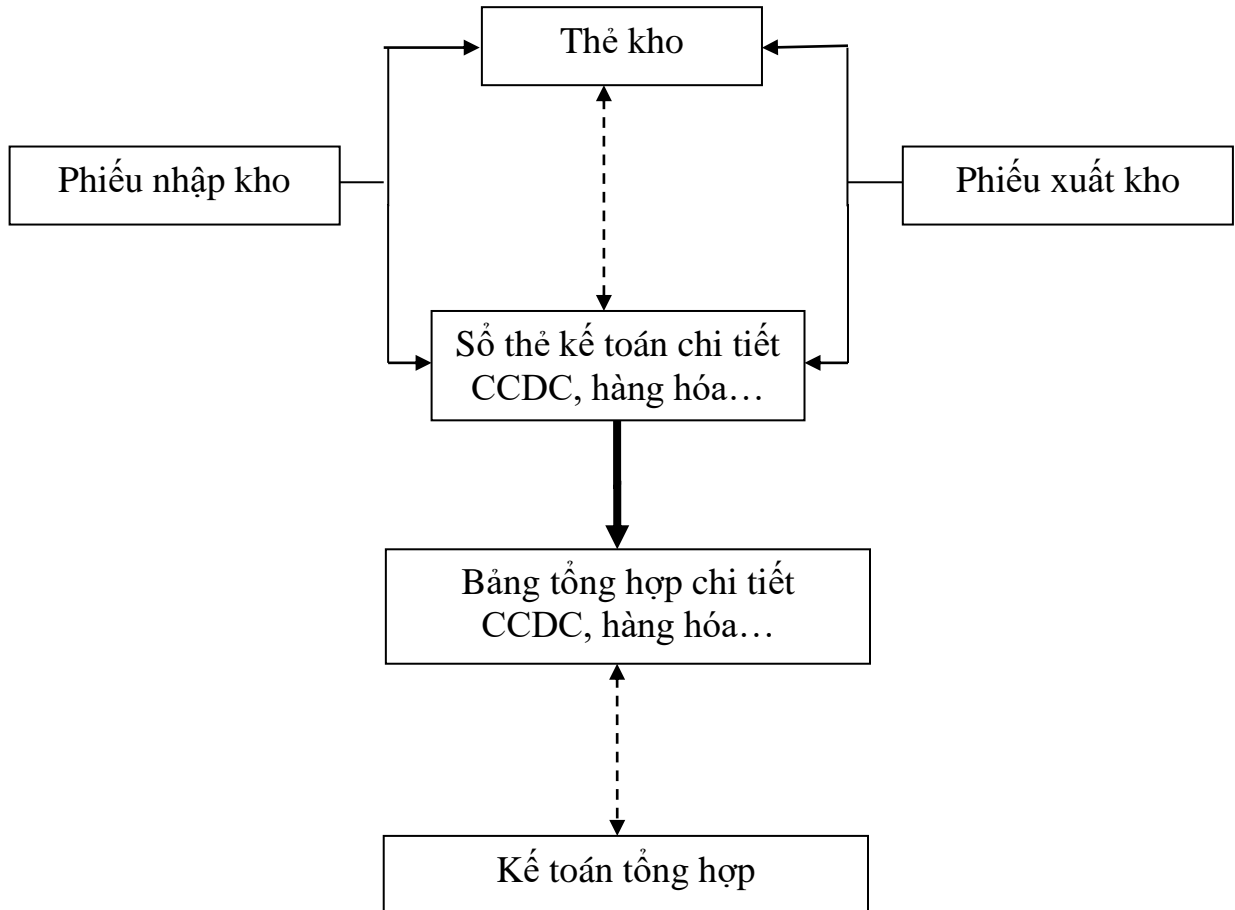 Thẻ kho
Phiếu nhập kho
Phiếu xuất kho
Sổ thẻ kế toán chi tiết
CCDC, hàng hóa…
Bảng tổng hợp chi tiết
CCDC, hàng hóa…
Kế toán tổng hợp